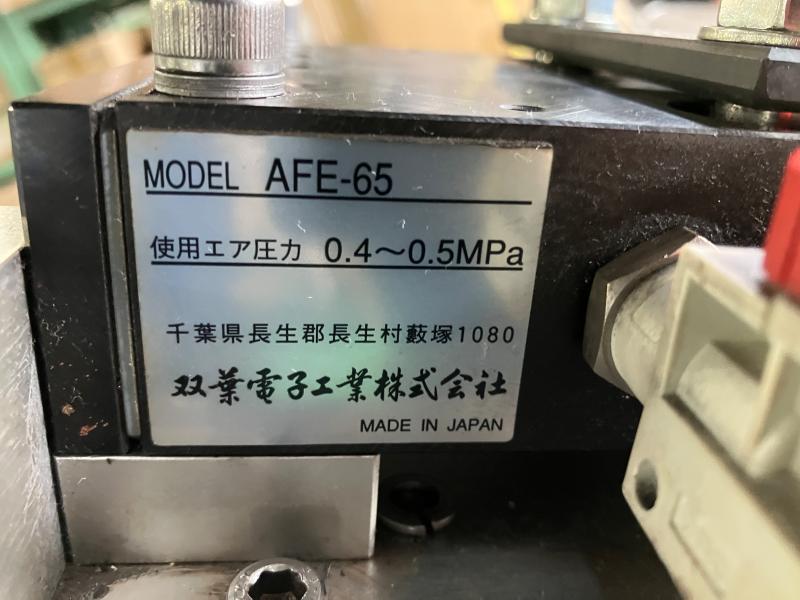 MODEL AFE-65
使用エア圧力 0.4～0.5MPa
千葉県長生郡長生村藪塚1080
双葉電子工業株式会社
MADE IN JAPAN